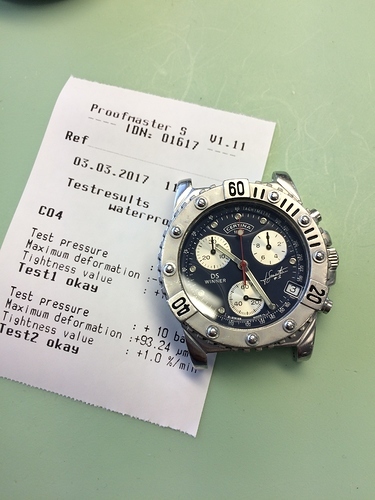 Proofmaster S V1.11
IDN: 01617
Ref
03.03.2017 11
Testresults
waterpro
C04
Test pressure :
Maximum deformation :
Tightness value :
Test1 okay
Test pressure : + 10 ba
Maximum deformation :+93.24 µm
Tightness value : +1.0 %/min
Test2 okay
60
TACHYMETRE
CERTINA
DS
WINNER
20
40